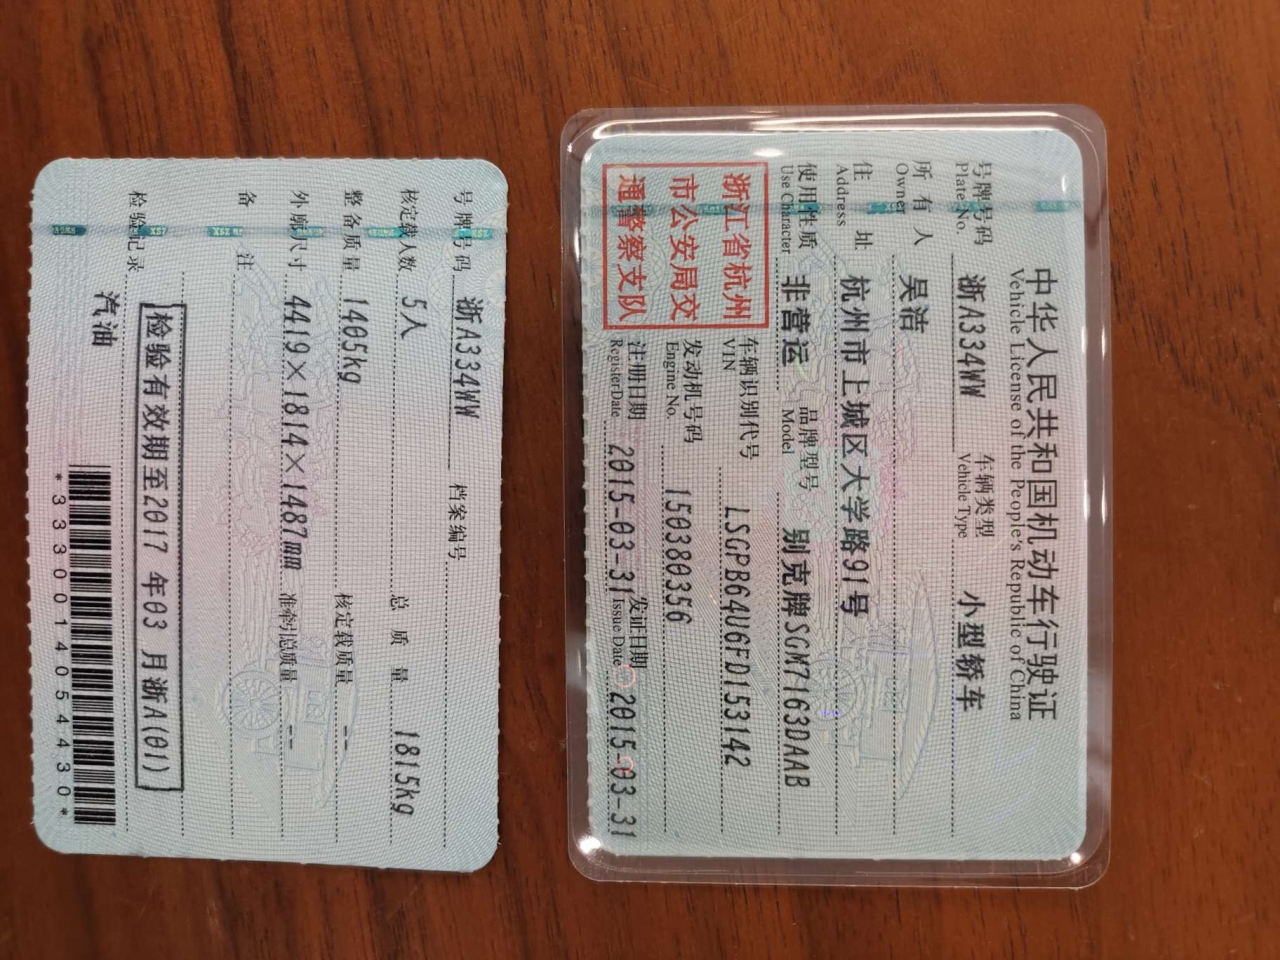 中华人民共和国机动车行驶证
Vehicle License of the People's Republic of China
号牌号码 浙A334WW 车辆类型 小型轿车
Plate No. Vehicle Type
所有人 吴洁
Owner
住址 杭州市上城区大学路91号
Address
使用性质 非营运 品牌型号 别克牌SGM7163DAAB
Use Character Model
浙江省杭州
市公安局交
通警察支队
车辆识别代号 LSGPB64U6FD153142
VIN
发动机号码 150380356
Engine No.
注册日期 2015-03-31 发证日期 2015-03-31
Register Date Issue Date
号牌号码 浙A334WW 档案编号
核定载人数 5人 总质量 1815kg
整备质量 1405kg 核定载质量 --
外廓尺寸 4419×1814×1487mm 准牵引总质量 --
备注
检验有效期至2017年03月浙A(01)
检验记录
汽油
*3330014054430*